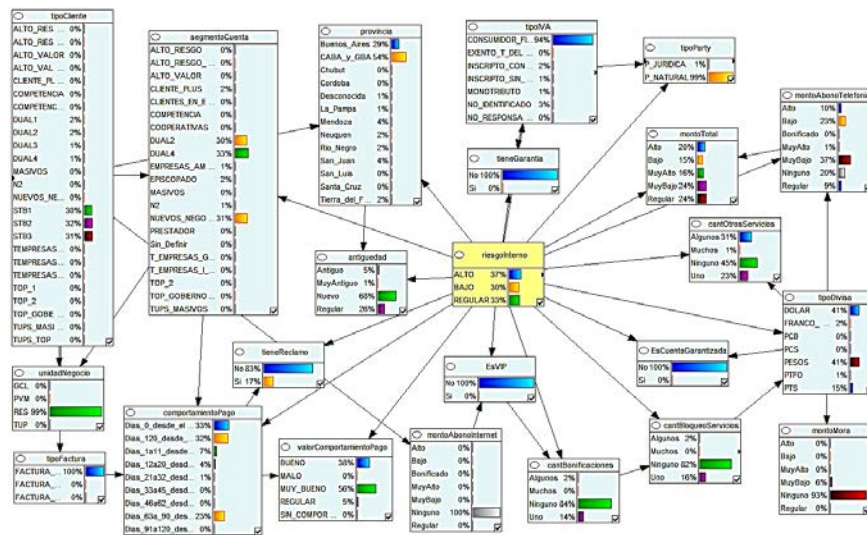 tipoCliente
ALTO_RES ... 0%
ALTO_RES ... 0%
ALTO_VALOR 0%
ALTO_VAL ... 0%
CLIENTE_PL ... 0%
COMPETENCIA 0%
COMPETENC... 0%
DUAL1 2%
DUAL2 2%
DUAL3 1%
DUAL4 1%
MASIVOS 0%
N2 0%
NUEVOS_NE... 0%
STB1 30%
STB2 32%
STB3 31%
TEMPRESAS... 0%
TEMPRESAS... 0%
TEMPRESAS... 0%
TOP_1 0%
TOP_2 0%
TOP_GOBIE... 0%
TUPS_MASI ... 0%
TUPS_TOP 0%
segmentoCuenta
ALTO_RIESGO 0%
ALTO_RIESGO_... 0%
ALTO_VALOR 0%
CLIENTE_PLUS 2%
CLIENTES_EN_E... 0%
COMPETENCIA 0%
COOPERATIVAS 0%
DUAL2 30%
DUAL4 33%
EMPRESAS_AM... 1%
EPISCOPADO 2%
MASIVOS 0%
N2 1%
NUEVOS_NEGO... 31%
PRESTADOR 0%
Sin_Definir 0%
T_EMPRESAS_G... 0%
T_EMPRESAS_I... 0%
TOP_2 0%
TOP_GOBIERNO... 0%
TUPS_MASIVOS 0%
provincia
Buenos_Aires 29%
CABA_y_GBA 54%
Chubut 0%
Cordoba 0%
Desconocida 0%
La_Pampa 1%
Mendoza 4%
Neuquen 2%
Rio_Negro 2%
San_Juan 4%
San_Luis 0%
Santa_Cruz 0%
Tierra_del_F... 2%
tipoIVA
CONSUMIDOR_FI... 94%
EXENTO_T_DEL... 0%
INSCRIPTO_CON... 2%
INSCRIPTO_SIN_... 1%
MONOTRIBUTO 1%
NO_IDENTIFICADO 3%
NO_RESPONSA... 0%
tipoParty
P_JURIDICA 1%
P_NATURAL 99%
montoAbonoTelefonia
Alto 10%
Bajo 23%
Bonificado 0%
MuyAlto 1%
MuyBajo 37%
Ninguno 20%
Regular 9%
montoTotal
Alto 20%
Bajo 15%
MuyAlto 16%
MuyBajo 24%
Regular 24%
tieneGarantia
No 100%
Si 0%
cantOtrosServicios
Algunos 31%
Muchos 1%
Ninguno 45%
Uno 23%
antiguedad
Antiguo 5%
MuyAntiguo 1%
Nuevo 68%
Regular 26%
riesgoInterno
ALTO 37%
BAJO 30%
REGULAR 33%
tipoDivisa
DOLAR 41%
FRANCO_... 2%
PCB 0%
PCS 0%
PESOS 41%
PTFO 1%
PTS 15%
tieneReclamo
No 83%
Si 17%
EsVIP
No 100%
Si 0%
EsCuentaGarantizada
No 100%
Si 0%
unidadNegocio
GCL 0%
PVM 0%
RES 99%
TUP 0%
tipoFactura
FACTURA_... 100%
FACTURA_... 0%
FACTURA_... 0%
comportamientoPago
Dias_0_desde_el ... 33%
Dias_120_desde_... 32%
Dias_1a11_desde... 7%
Dias_12a20_desd... 4%
Dias_21a32_desd... 1%
Dias_33a45_desd... 0%
Dias_46a62_desd... 0%
Dias_63a_90_des... 23%
Dias_91a120_des... 0%
valorComportamientoPago
BUENO 38%
MALO 0%
MUY_BUENO 56%
REGULAR 5%
SIN_COMPOR... 0%
montoAbonoInternet
Alto 0%
Bajo 0%
Bonificado 0%
MuyAlto 0%
MuyBajo 0%
Ninguno 100%
Regular 0%
cantBonificaciones
Algunos 2%
Muchos 0%
Ninguno 84%
Uno 14%
cantBloqueoServicios
Algunos 2%
Muchos 0%
Ninguno 82%
Uno 16%
montoMora
Alto 0%
Bajo 0%
MuyAlto 0%
MuyBajo 6%
Ninguno 93%
Regular 0%